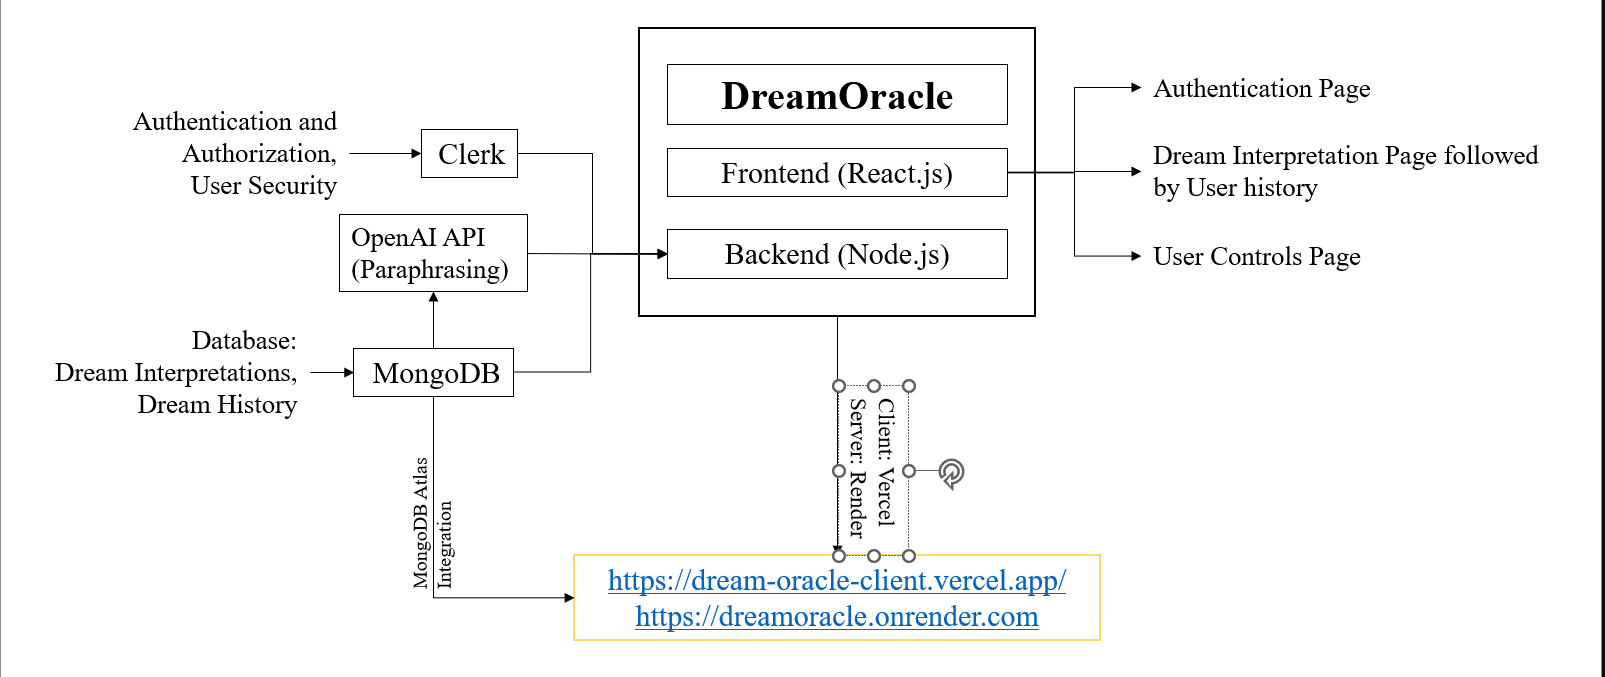 DreamOracle
Frontend (React.js)
Backend (Node.js)
Authentication and
Authorization,
User Security
Clerk
OpenAI API
(Paraphrasing)
Database:
Dream Interpretations,
Dream History
MongoDB
MongoDB Atlas
Integration
Authentication Page
Dream Interpretation Page followed
by User history
User Controls Page
Client: Vercel
Server: Render
https://dream-oracle-client.vercel.app/
https://dreamoracle.onrender.com